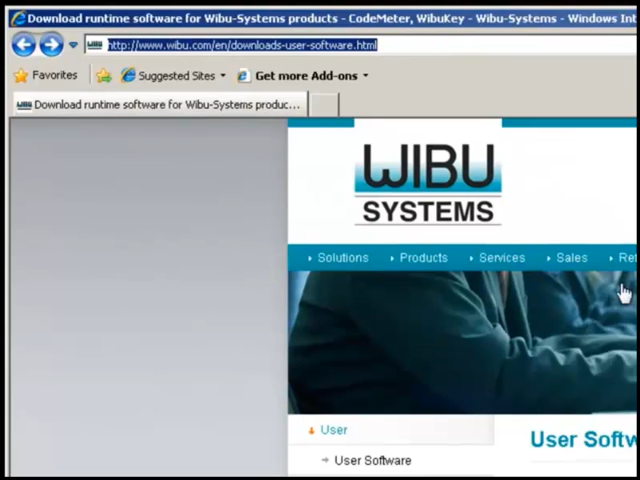 Download runtime software for Wibu-Systems products - CodeMeter, WibuKey - Wibu-Systems - Windows Int
http://www.wibu.com/en/downloads-user-software.html
Favorites Suggested Sites Get more Add-ons
WIBU Download runtime software for Wibu-Systems produc...
WIBU
SYSTEMS
Solutions Products Services Sales Ref
User
User Softw
User Software